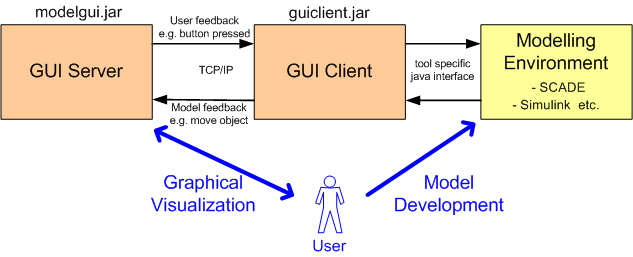 modelgui.jar
GUI Server
User feedback
e.g. button pressed
TCP/IP
Model feedback
e.g. move object
guiclient.jar
GUI Client
tool specific
java interface
Modelling
Environment
- SCADE
- Simulink etc.
Graphical
Visualization
User
Model
Development